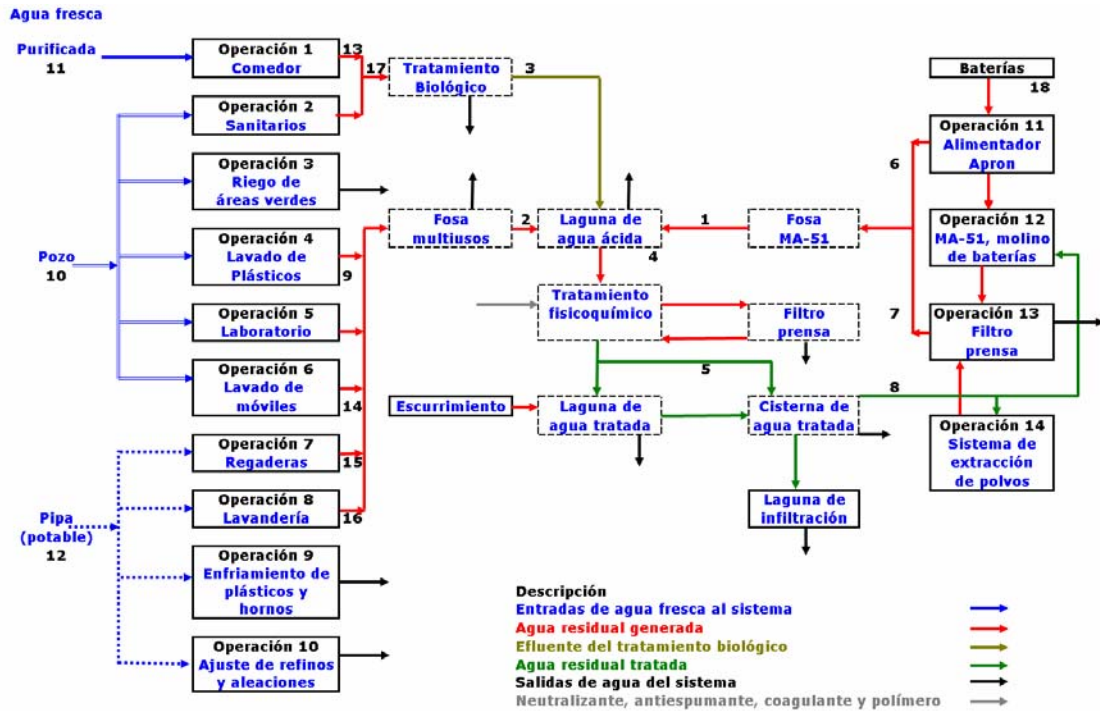 Agua fresca
Purificada
11
Operación 1
Comedor
13
17
Tratamiento
Biológico
3
Baterías
18
Operación 2
Sanitarios
Operación 11
Alimentador
Apron
6
Operación 3
Riego de
áreas verdes
Fosa
multiusos
2
Laguna de
agua ácida
1
Fosa
MA-51
Operación 12
MA-51, molino
de baterías
Pozo
10
Operación 4
Lavado de
Plásticos
9
4
Tratamiento
fisicoquímico
Filtro
prensa
7
Operación 13
Filtro
prensa
Operación 5
Laboratorio
Operación 6
Lavado de
móviles
14
5
8
Escurrimiento
Laguna de
agua tratada
Cisterna de
agua tratada
Operación 14
Sistema de
extracción
de polvos
Operación 7
Regaderas
15
Pipa
(potable)
12
Operación 8
Lavandería
16
Laguna de
infiltración
Operación 9
Enfriamiento de
plásticos y
hornos
Operación 10
Ajuste de refinos
y aleaciones
Descripción
Entradas de agua fresca al sistema
Agua residual generada
Efluente del tratamiento biológico
Agua residual tratada
Salidas de agua del sistema
Neutralizante, antiespumante, coagulante y polímero